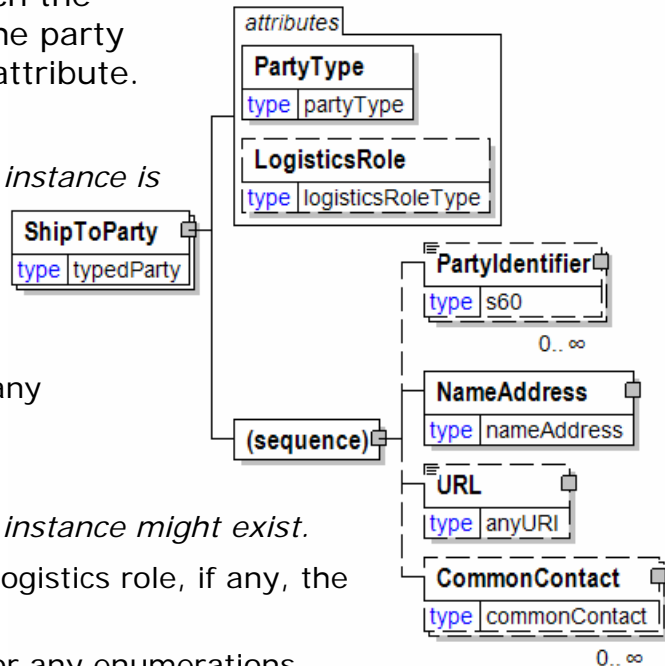 en the
he party
attribute.
instance is
any
instance might exist.
ogistics role, if any, the
or any enumerations
attributes
PartyType
type partyType
LogisticsRole
type logisticsRoleType
ShipToParty
type typedParty
(sequence)
PartyIdentifier
type s60
0.. ∞
NameAddress
type nameAddress
URL
type anyURI
CommonContact
type commonContact
0.. ∞